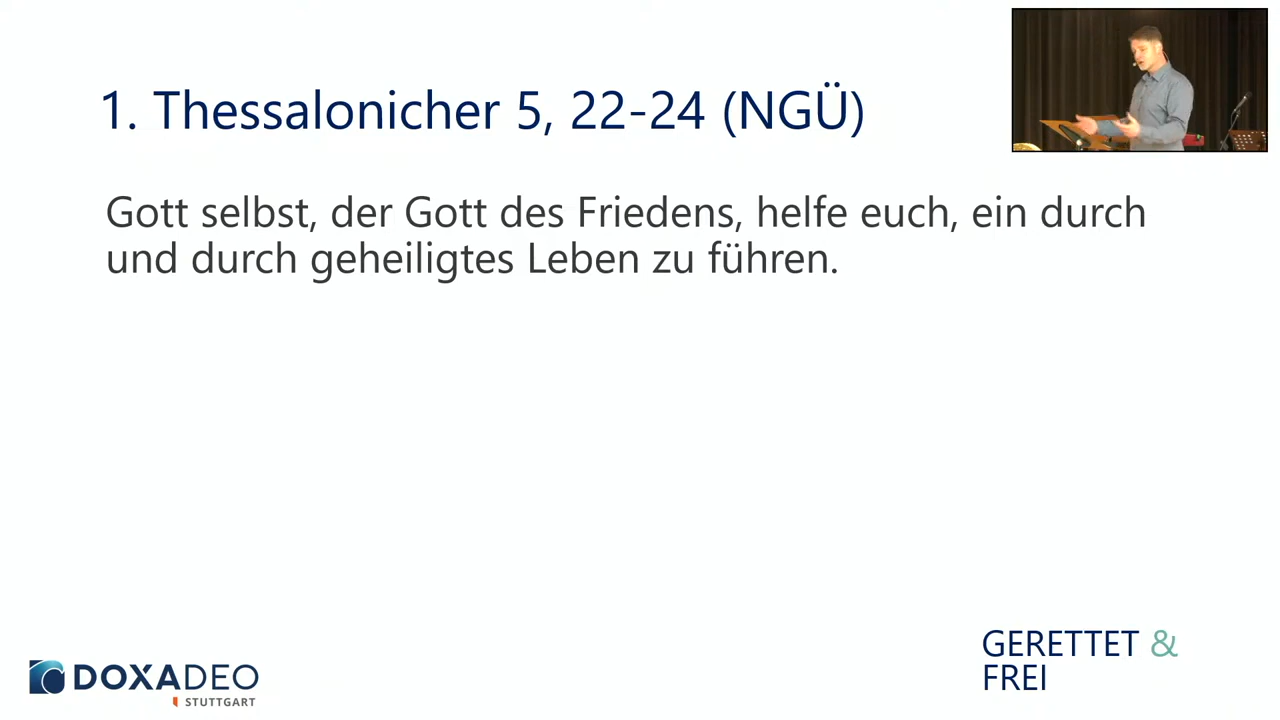 1. Thessalonicher 5, 22-24 (NGÜ)
Gott selbst, der Gott des Friedens, helfe euch, ein durch
und durch geheiligtes Leben zu führen.
GERETTET &
FREI
DOXADEO
STUTTGART